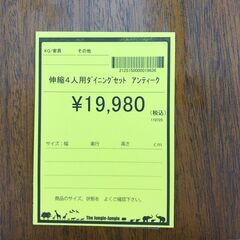 KG/家具 その他
2125150000019636
伸縮4人用ﾀﾞｲﾆﾝｸﾞｾｯﾄ アンティーク
¥19,980
(税込)
サイズ：幅 奥行 高さ cm
商品のサイズ、状態を よくご確認下さい。
The Jungle-Jungle